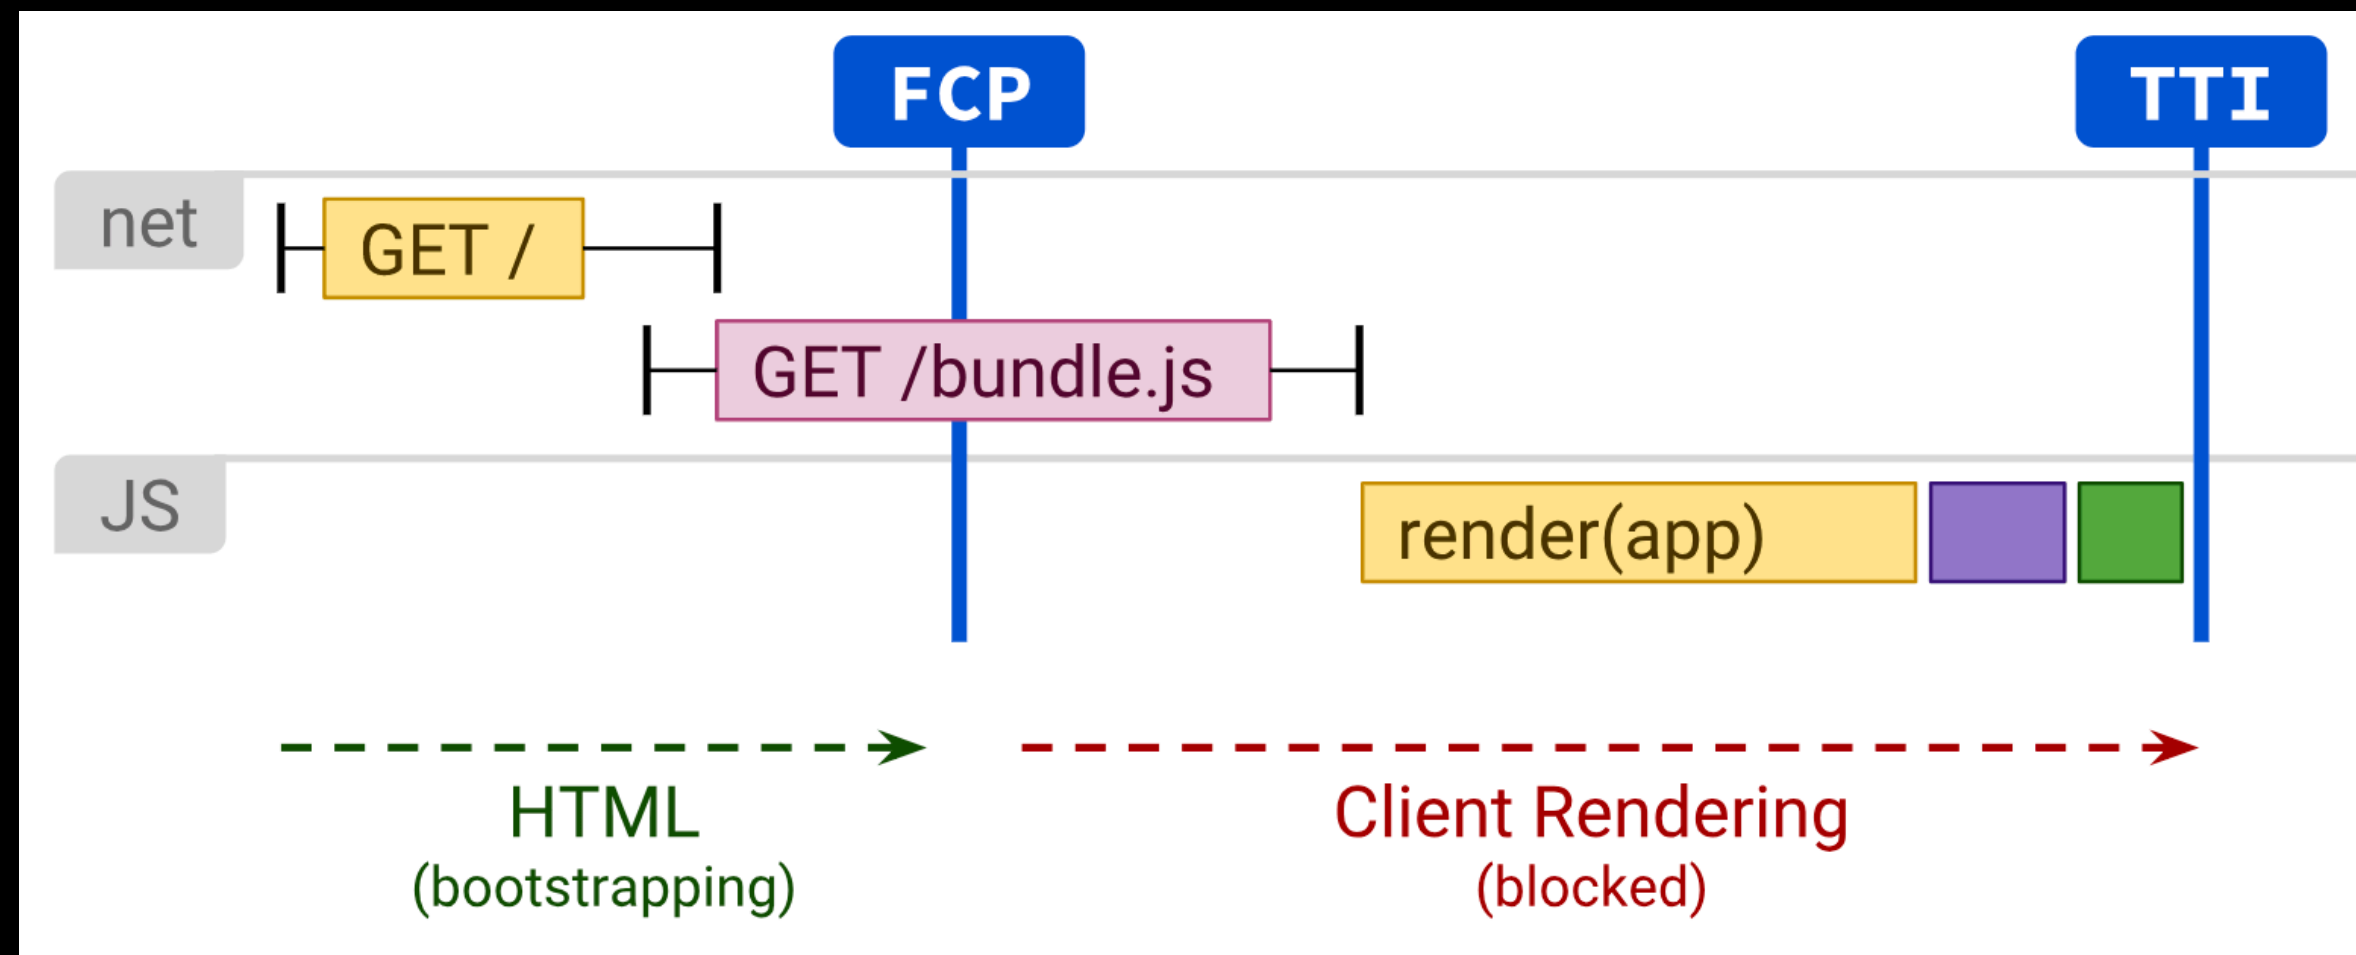 FCP
TTI
net
GET /
GET /bundle.js
JS
render(app)
HTML
(bootstrapping)
Client Rendering
(blocked)